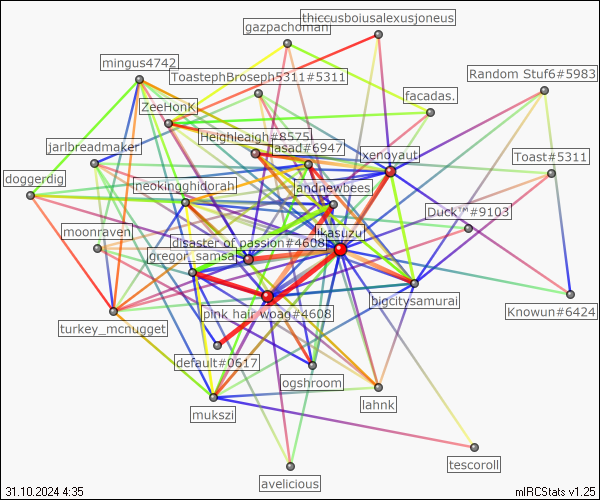 thiccusboiusalexusjoneus
gazpachoman
mingus4742
ToastephBroseph5311#5311
Random Stuf6#5983
facadas.
ZeeHonK
Heighleaigh#8575
jarlbreadmaker
asad#6947
xenoyaut
Toast#5311
doggerdig
neokinghidorah
andnewbees
Duck™#9103
moonraven
ikasuzu
disaster of passion#4608
gregor_samsa
bigcitysamurai
Knowun#6424
pink hair woag#4608
turkey_mcnugget
default#0617
ogshroom
lahnk
mukszi
tescoroll
avelicious
31.10.2024 4:35
mIRCStats v1.25